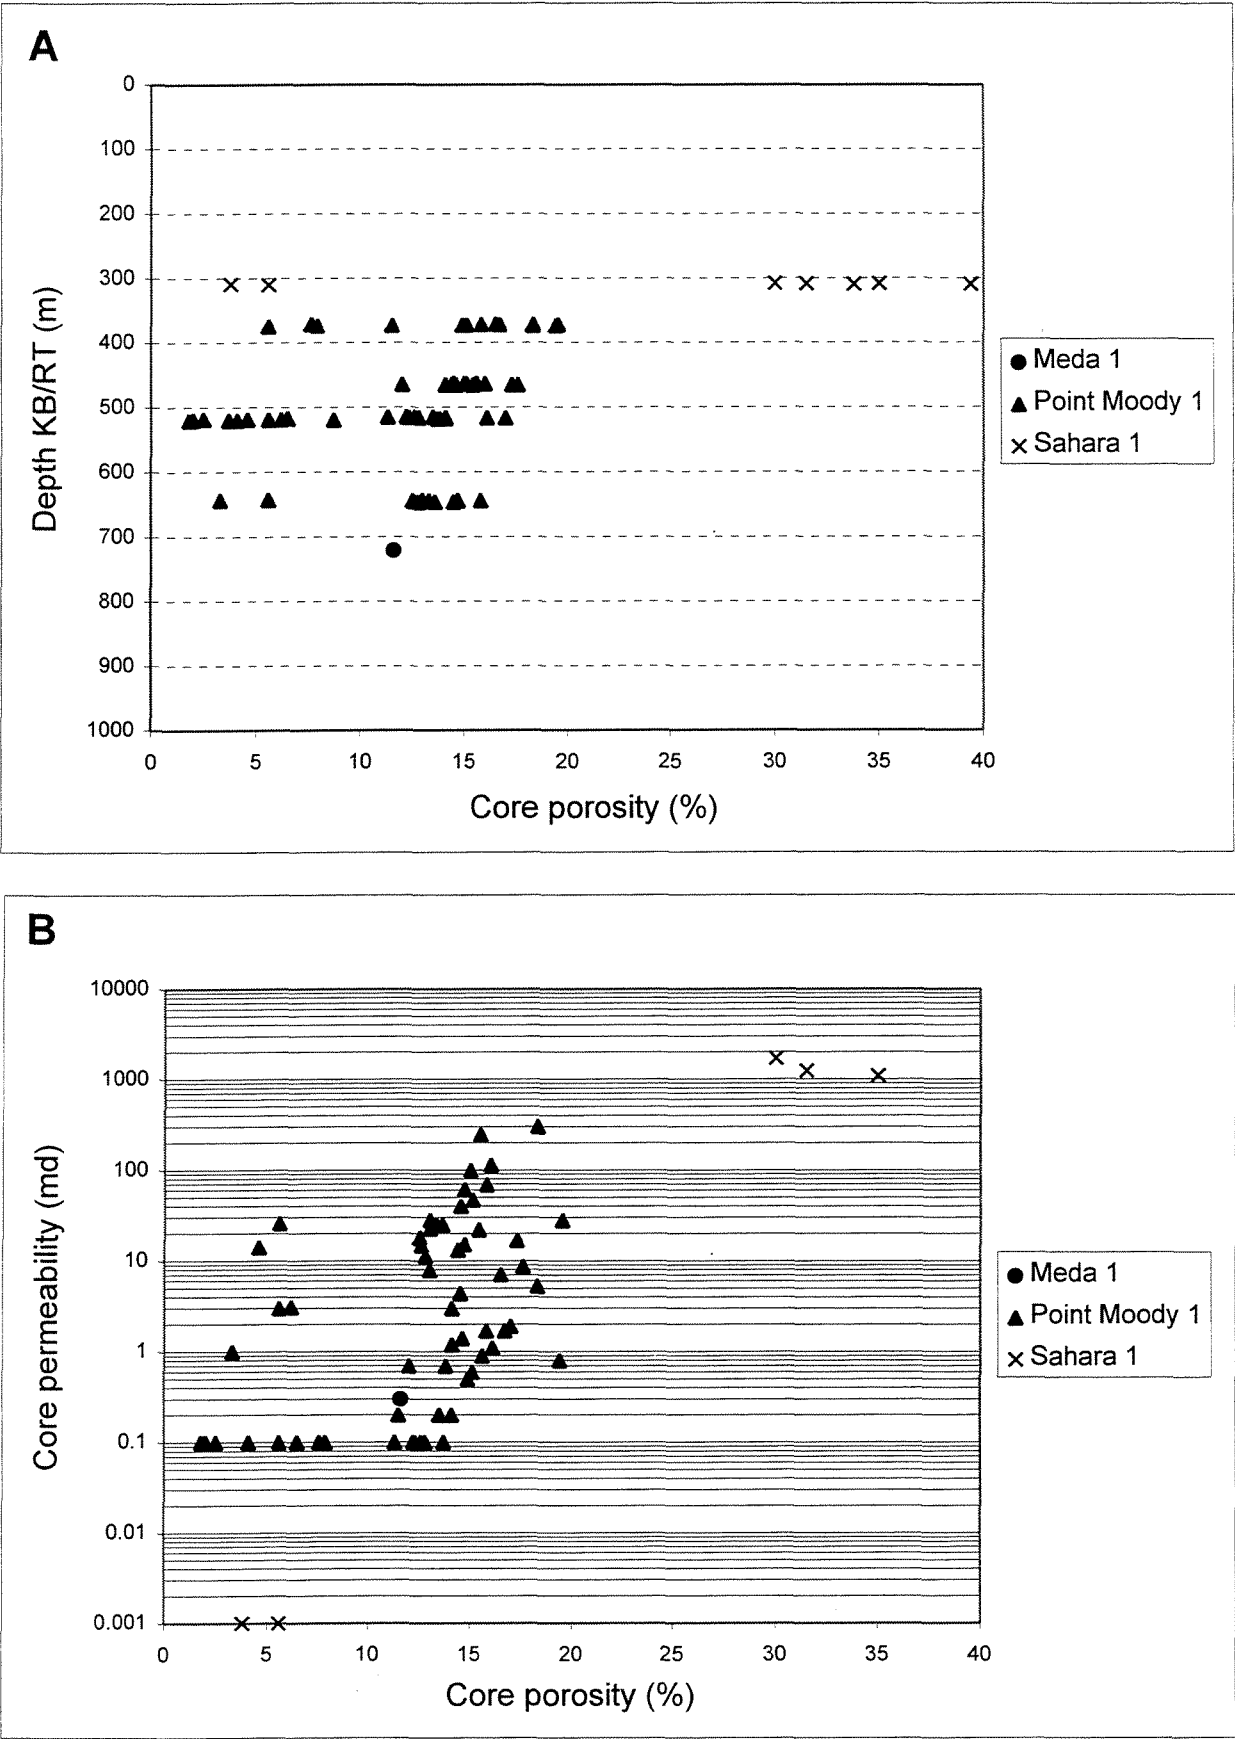 A
0
100
200
300
400
500
600
700
800
900
1000
Depth KB/RT (m)
0 5 10 15 20 25 30 35 40
Core porosity (%)
Meda 1
Point Moody 1
Sahara 1
B
10000
1000
100
10
1
0.1
0.01
0.001
Core permeability (md)
0 5 10 15 20 25 30 35 40
Core porosity (%)
Meda 1
Point Moody 1
Sahara 1